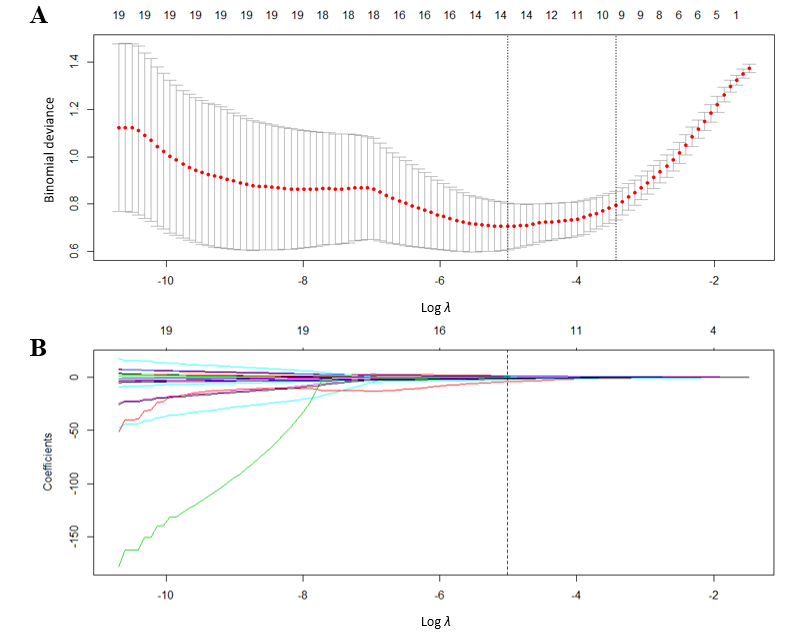 A
19 19 19 19 19 19 19 19 18 18 18 16 16 16 14 14 14 12 11 10 9 9 8 6 6 5 1
Binomial deviance
1.4
1.2
1.0
0.8
0.6
-10 -8 -6 -4 -2
Log λ
B
19 19 16 11 4
Coefficients
0
-50
-100
-150
-10 -8 -6 -4 -2
Log λ